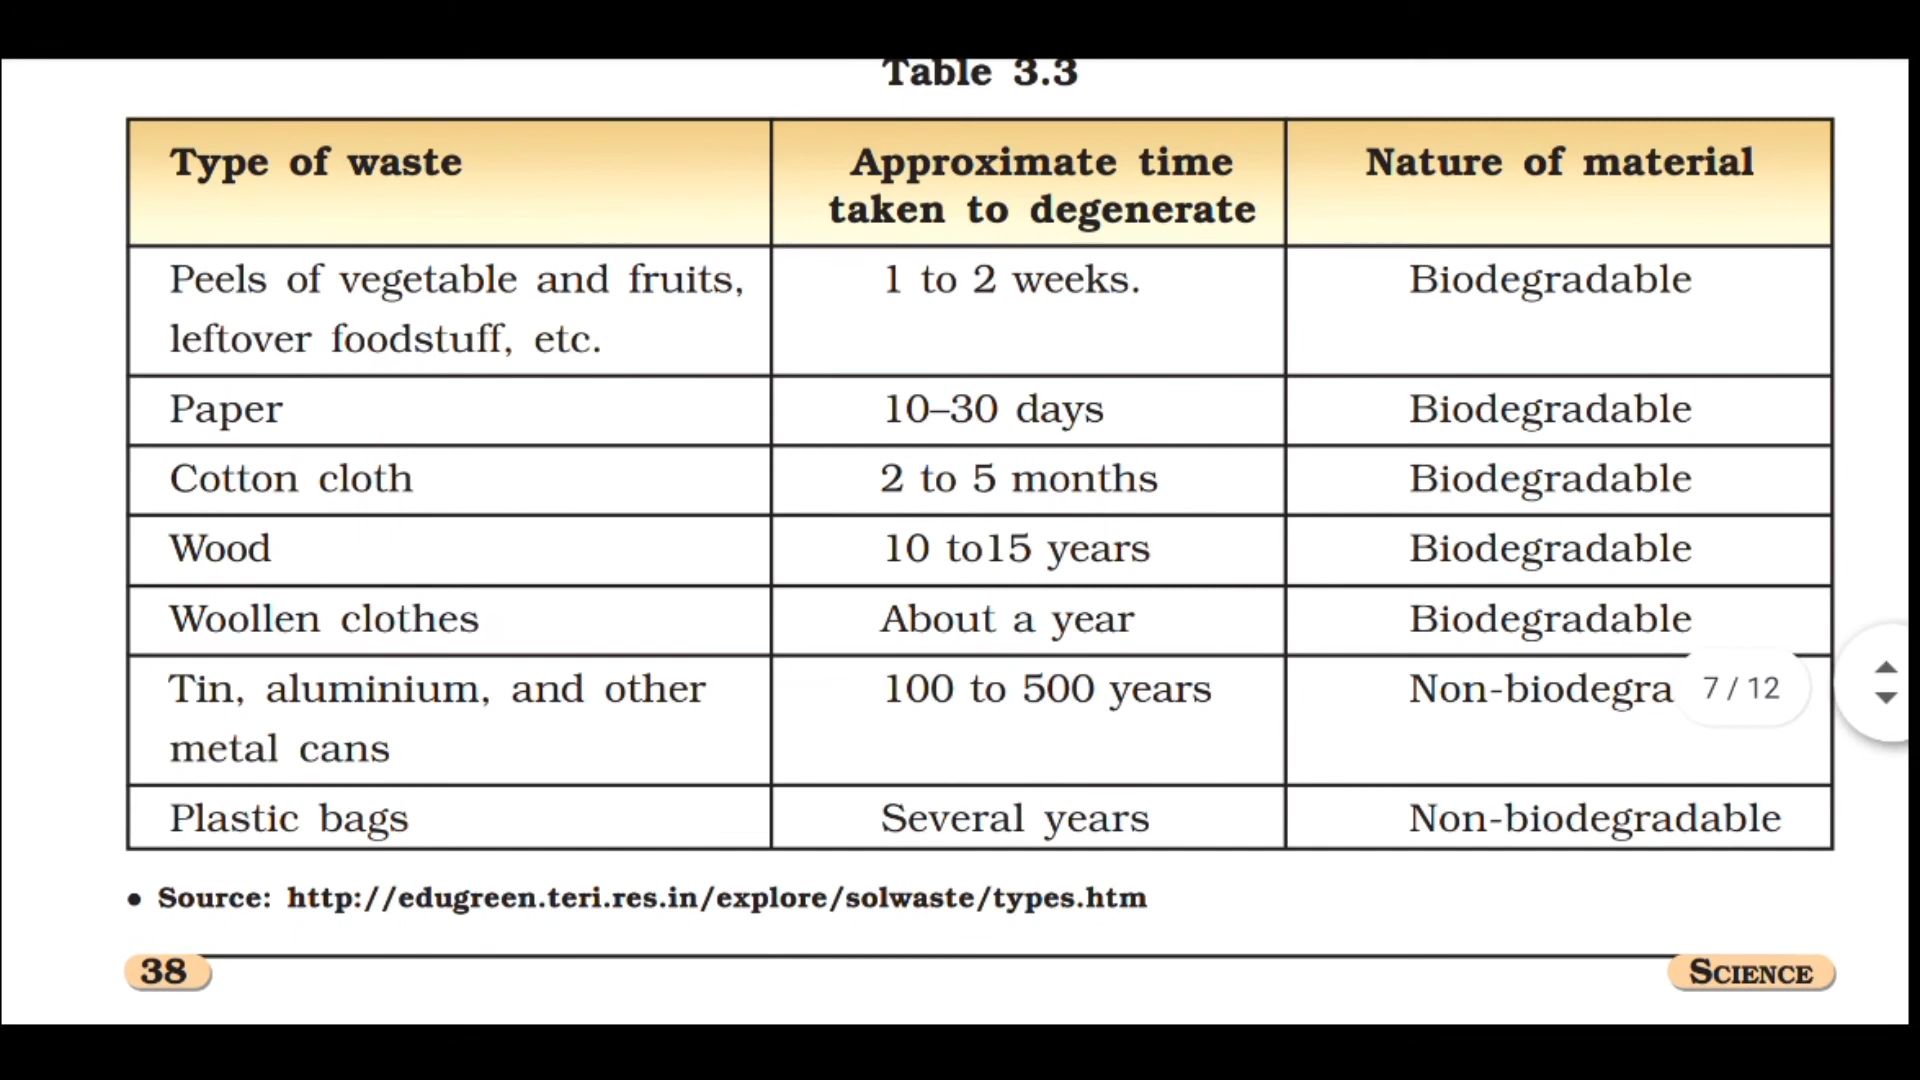 Table 3.3
Type of waste
Approximate time
taken to degenerate
Nature of material
Peels of vegetable and fruits,
leftover foodstuff, etc.
1 to 2 weeks.
Biodegradable
Paper
10–30 days
Biodegradable
Cotton cloth
2 to 5 months
Biodegradable
Wood
10 to15 years
Biodegradable
Woollen clothes
About a year
Biodegradable
Tin, aluminium, and other
metal cans
100 to 500 years
Non-biodegra
7 / 12
Plastic bags
Several years
Non-biodegradable
• Source: http://edugreen.teri.res.in/explore/solwaste/types.htm
38
SCIENCE